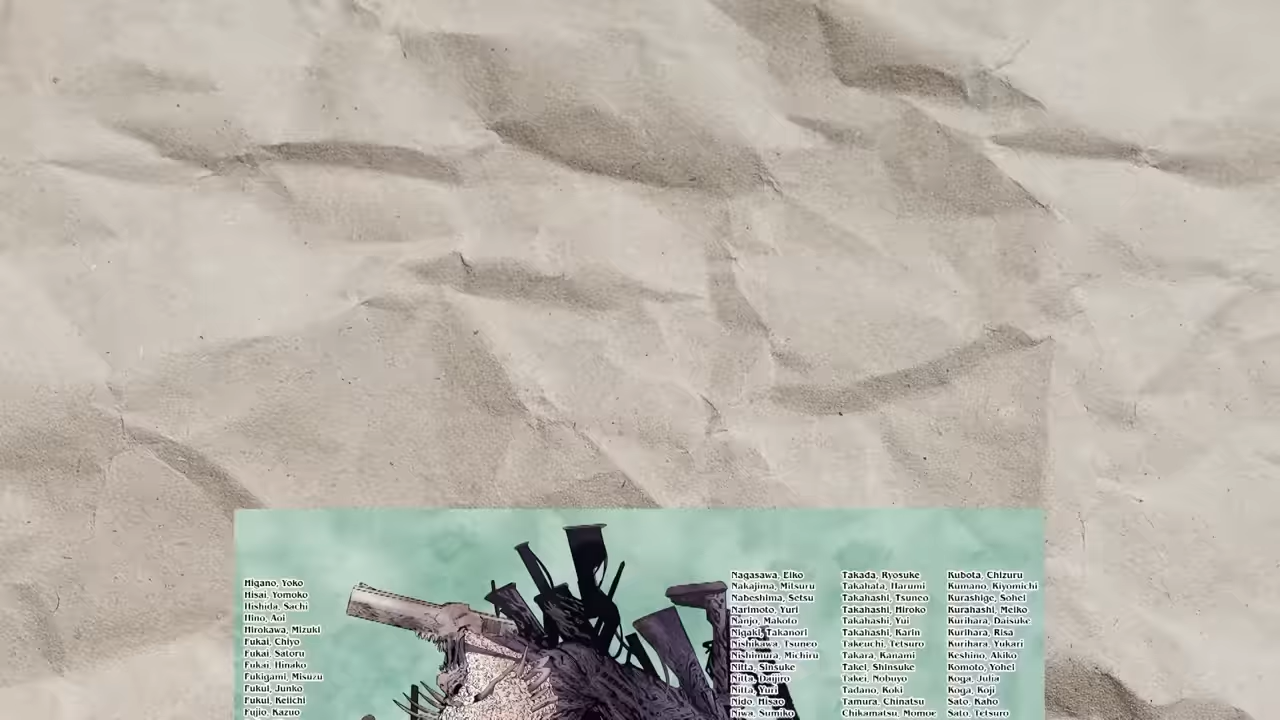 Higano, Yoko
Hisai, Yomoko
Hishida, Sachi
Hino, Aoi
Hirokawa, Mizuki
Fukai, Chiyo
Fukai, Satoru
Fukai, Hinako
Fukigami, Misuzu
Fukui, Junko
Fukui, Keiichi
Fujio, Kazuo
Nagasawa, Eiko
Nakajima, Mitsuru
Nabeshima, Setsu
Narimoto, Yuri
Nanjo, Makoto
Nigaki, Takanori
Nishikawa, Tsuneo
Nishimura, Michiru
Nitta, Sinsuke
Nitta, Daijiro
Nitta, Yuri
Nido, Hisao
Niwa, Sumiko
Takada, Ryosuke
Takahata, Harumi
Takahashi, Tsuneo
Takahashi, Hiroko
Takahashi, Yui
Takahashi, Karin
Takeuchi, Tetsuro
Takara, Kanami
Takei, Shinsuke
Takei, Nobuyo
Tadano, Koki
Tamura, Chinatsu
Chikamatsu, Momoe
Kubota, Chizuru
Kumano, Kiyomichi
Kurashige, Sohei
Kurahashi, Meiko
Kurihara, Daisuke
Kurihara, Risa
Kurihara, Yukari
Keshino, Akiko
Komoto, Yohei
Koga, Julia
Koga, Koji
Sato, Kaho
Sato, Tetsuro